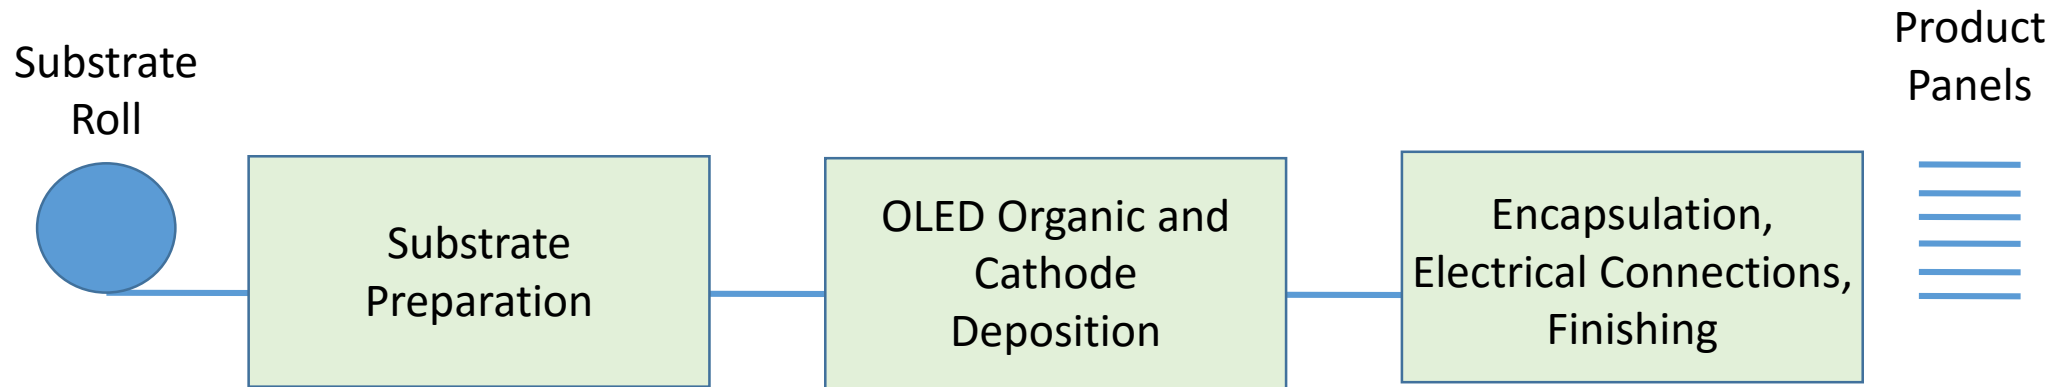 Substrate
Roll
Substrate
Preparation
OLED Organic and
Cathode
Deposition
Encapsulation,
Electrical Connections,
Finishing
Product
Panels